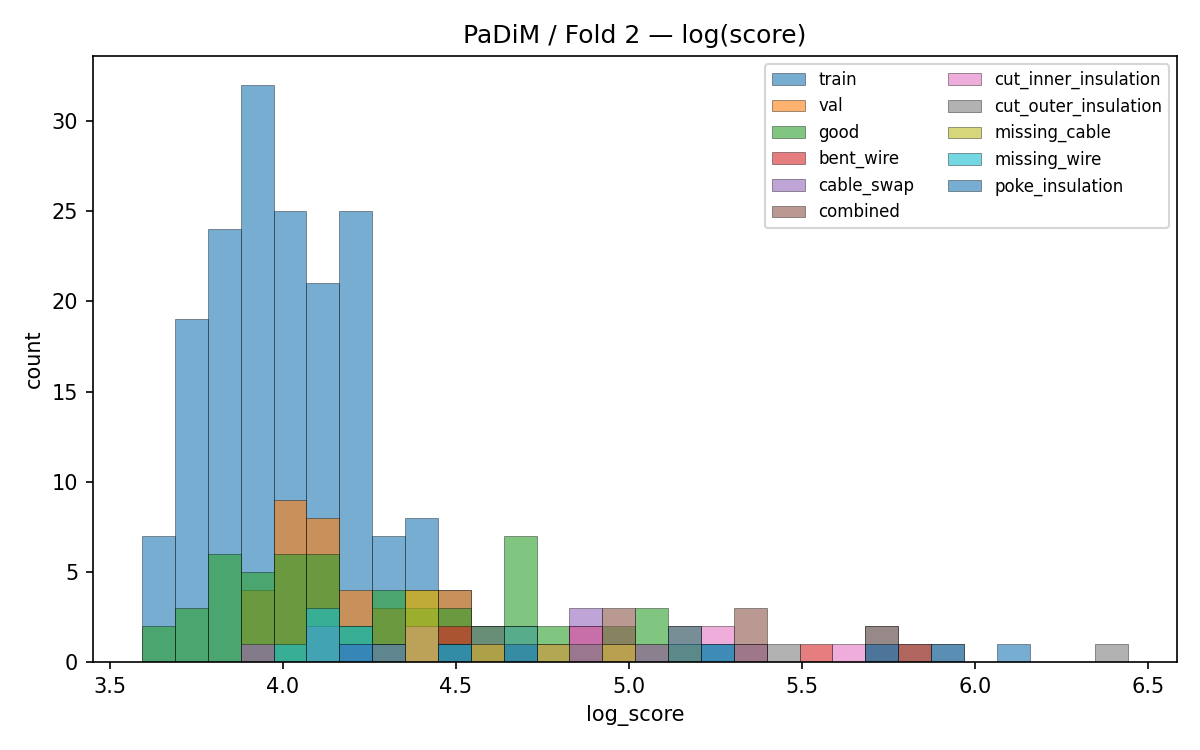 PaDiM / Fold 2 — log(score)
train
val
good
bent_wire
cable_swap
combined
cut_inner_insulation
cut_outer_insulation
missing_cable
missing_wire
poke_insulation
count
30
25
20
15
10
5
0
3.5 4.0 4.5 5.0 5.5 6.0 6.5
log_score